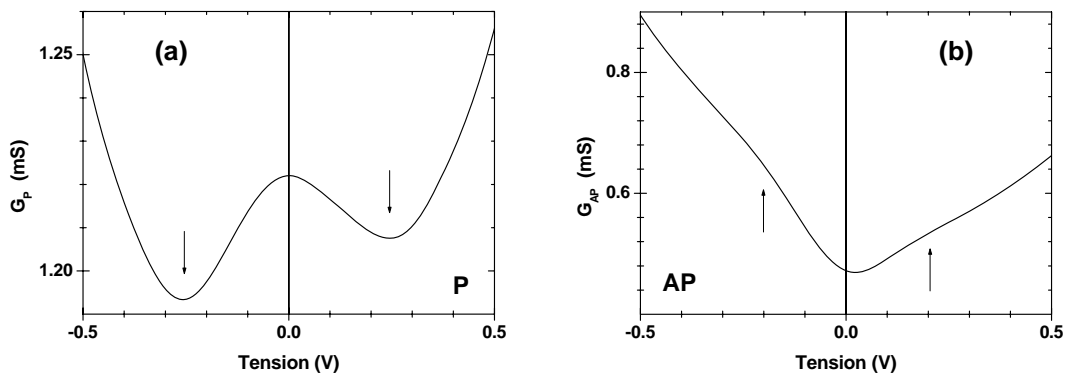 (a)
1.25
1.20
G_P (mS)
P
-0.5
0.0
0.5
Tension (V)
(b)
0.8
0.6
G_AP (mS)
AP
-0.5
0.0
0.5
Tension (V)